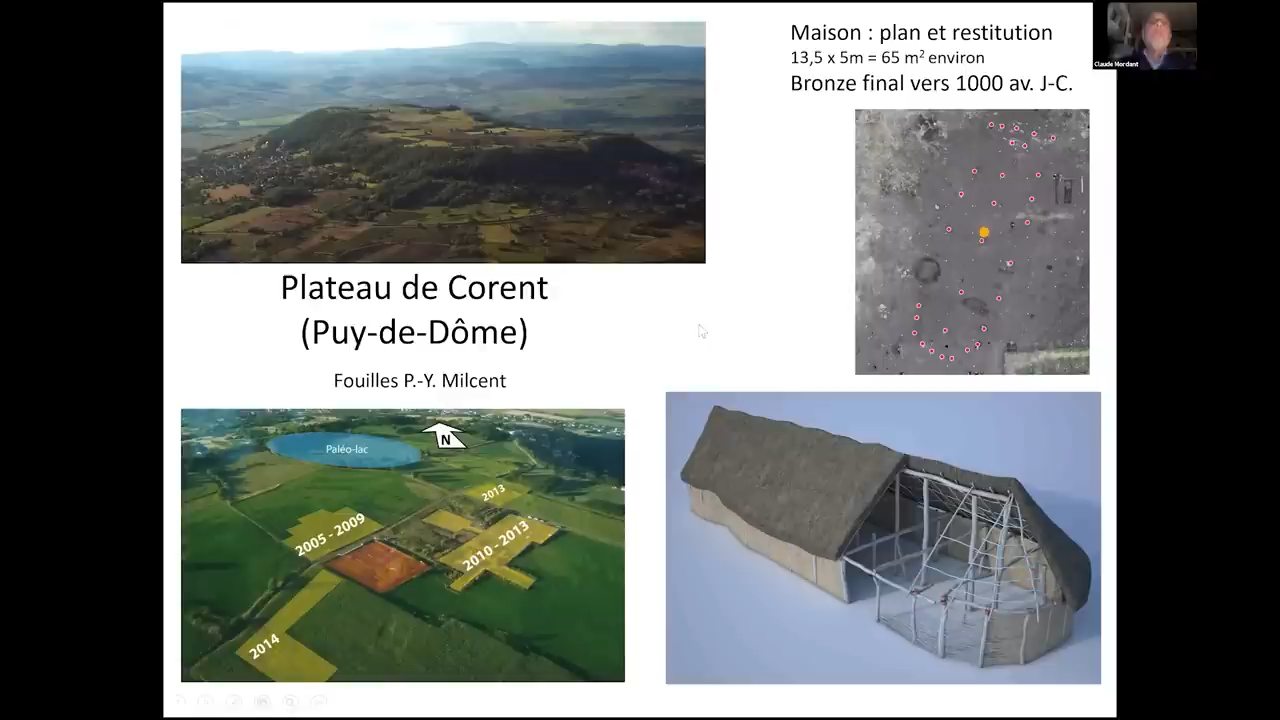 Maison : plan et restitution
13,5 x 5m = 65 m² environ
Bronze final vers 1000 av. J-C.
Claude Mordant
Plateau de Corent
(Puy-de-Dôme)
Fouilles P.-Y. Milcent
Paléo-lac
N
2013
2005 - 2009
2010 - 2013
2014